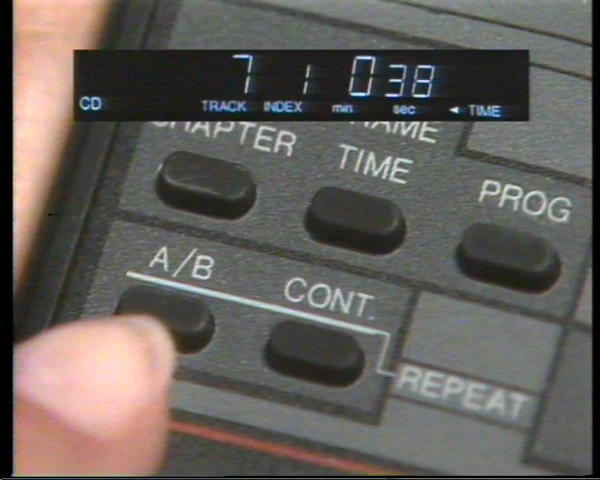 7 1 0 38
CD TRACK INDEX min sec ◄ TIME
CHAPTER
TIME
PROG
A/B
CONT.
REPEAT